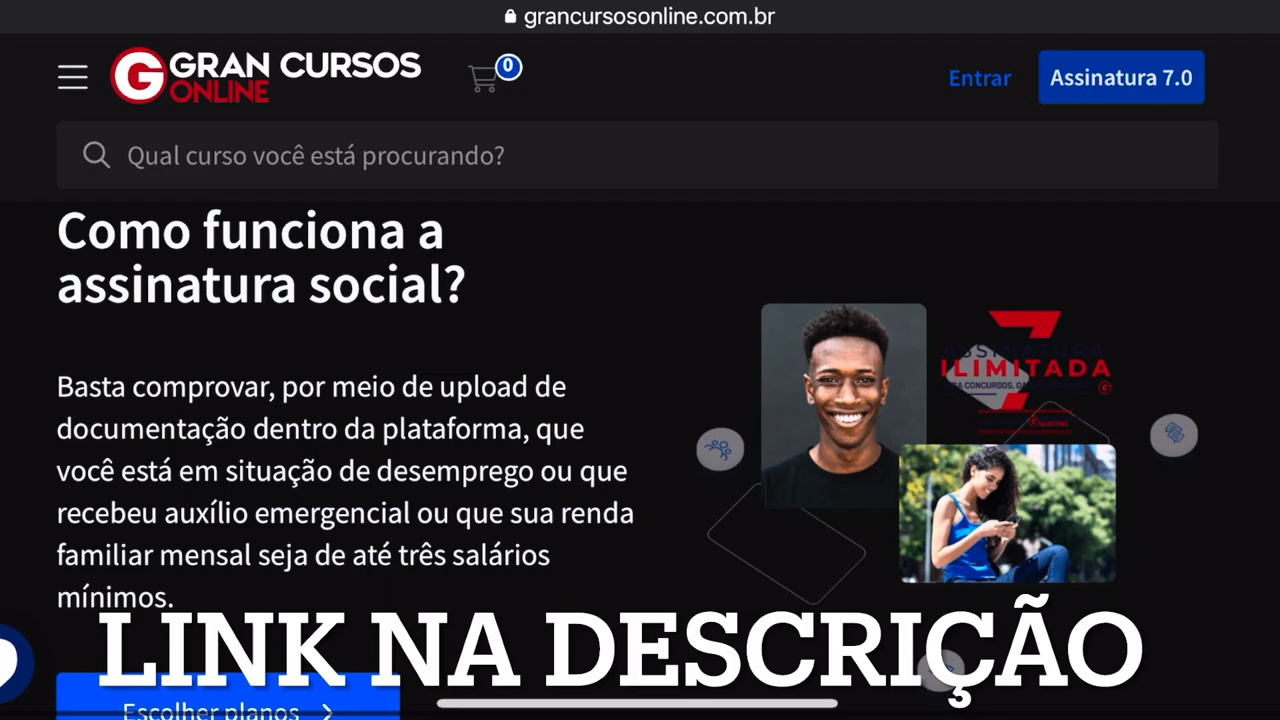 grancursosonline.com.br
GRAN CURSOS
ONLINE
0
Entrar
Assinatura 7.0
Qual curso você está procurando?
Como funciona a
assinatura social?
Basta comprovar, por meio de upload de
documentação dentro da plataforma, que
você está em situação de desemprego ou que
recebeu auxílio emergencial ou que sua renda
familiar mensal seja de até três salários
mínimos.
ASSINATURA
ILIMITADA
CONCURSOS.
7
LINK NA DESCRIÇÃO
Escolher planos